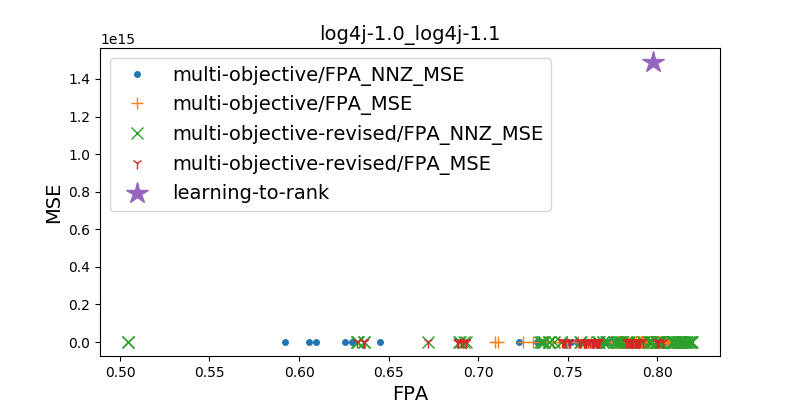 log4j-1.0_log4j-1.1
1e15
multi-objective/FPA_NNZ_MSE
multi-objective/FPA_MSE
multi-objective-revised/FPA_NNZ_MSE
multi-objective-revised/FPA_MSE
learning-to-rank
MSE
1.4
1.2
1.0
0.8
0.6
0.4
0.2
0.0
0.50 0.55 0.60 0.65 0.70 0.75 0.80
FPA